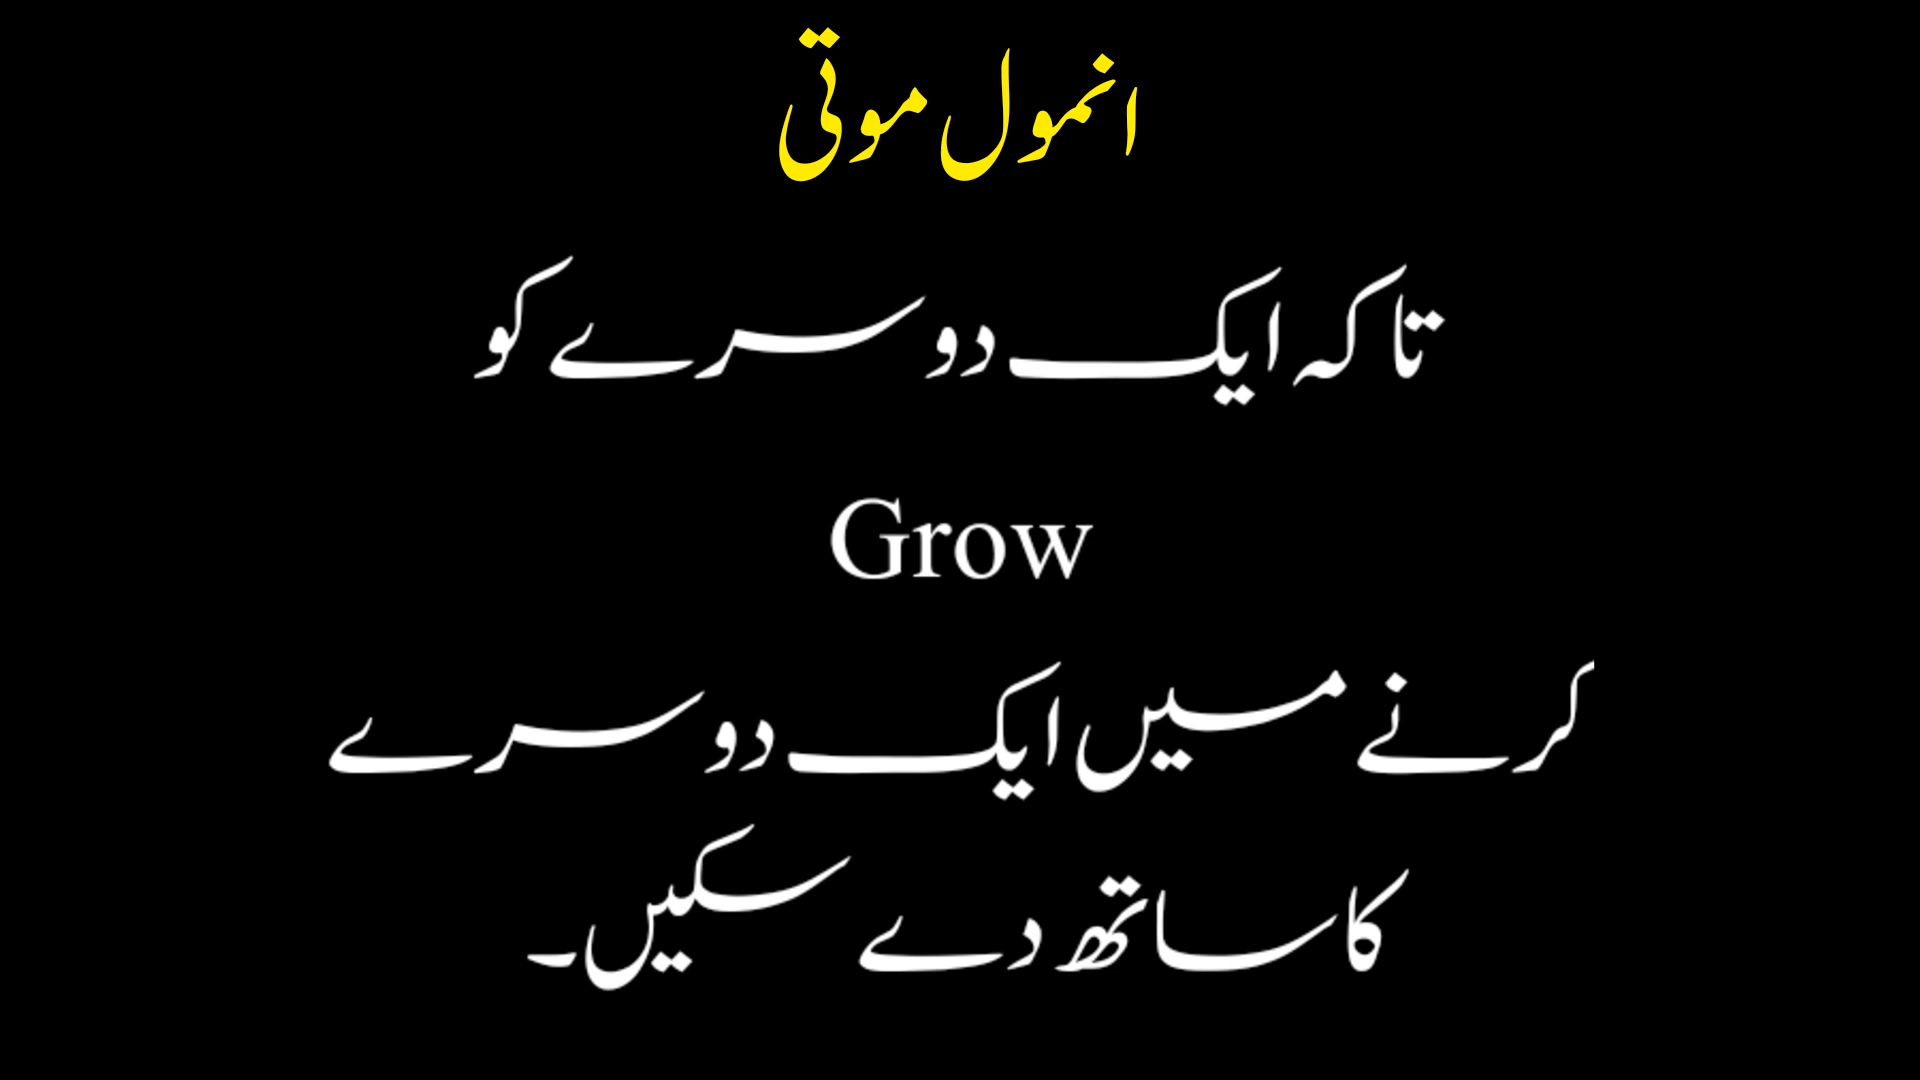 انمول موتی
تاکہ ایک دوسرے کو
Grow
کرنے میں ایک دوسرے
کا ساتھ دے سکیں۔